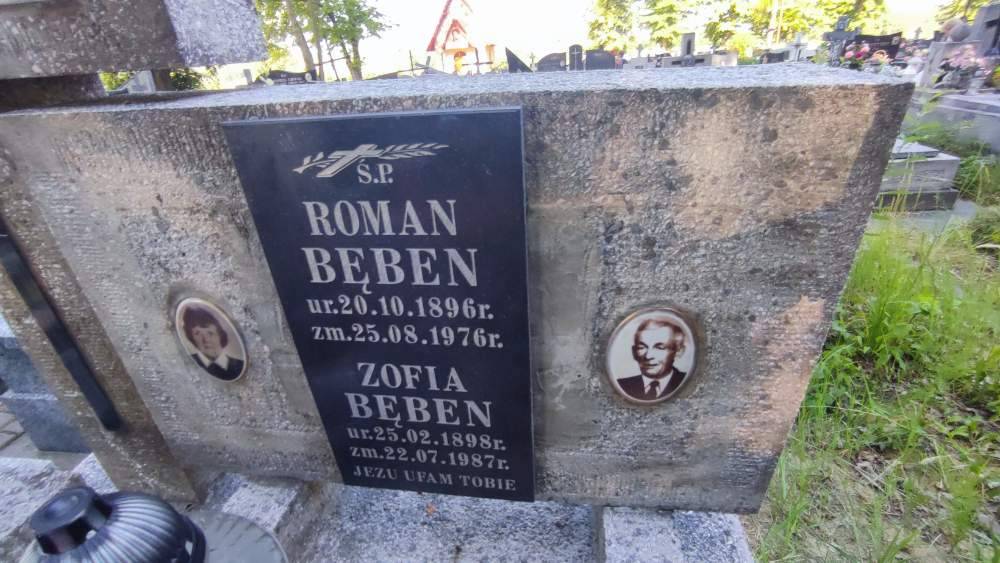 Ś.P.
ROMAN
BĘBEN
ur.20.10.1896r.
zm.25.08.1976r.
ZOFIA
BĘBEN
ur.25.02.1898r.
zm.22.07.1987r.
JEZU UFAM TOBIE